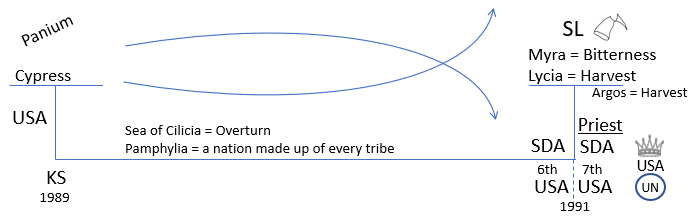 Panium
Cypress
USA
KS
1989
Sea of Cilicia = Overturn
Pamphylia = a nation made up of every tribe
SL
Myra = Bitterness
Lycia = Harvest
Argos = Harvest
Priest
SDA SDA
6th 7th
USA USA
1991
USA
UN